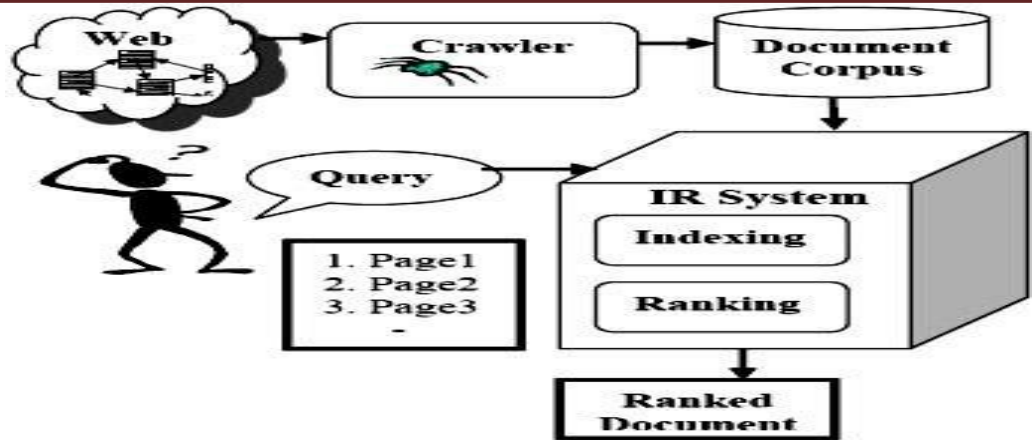 Web
Crawler
Document
Corpus
?
Query
IR System
Indexing
Ranking
1. Page1
2. Page2
3. Page3
-
Ranked
Document